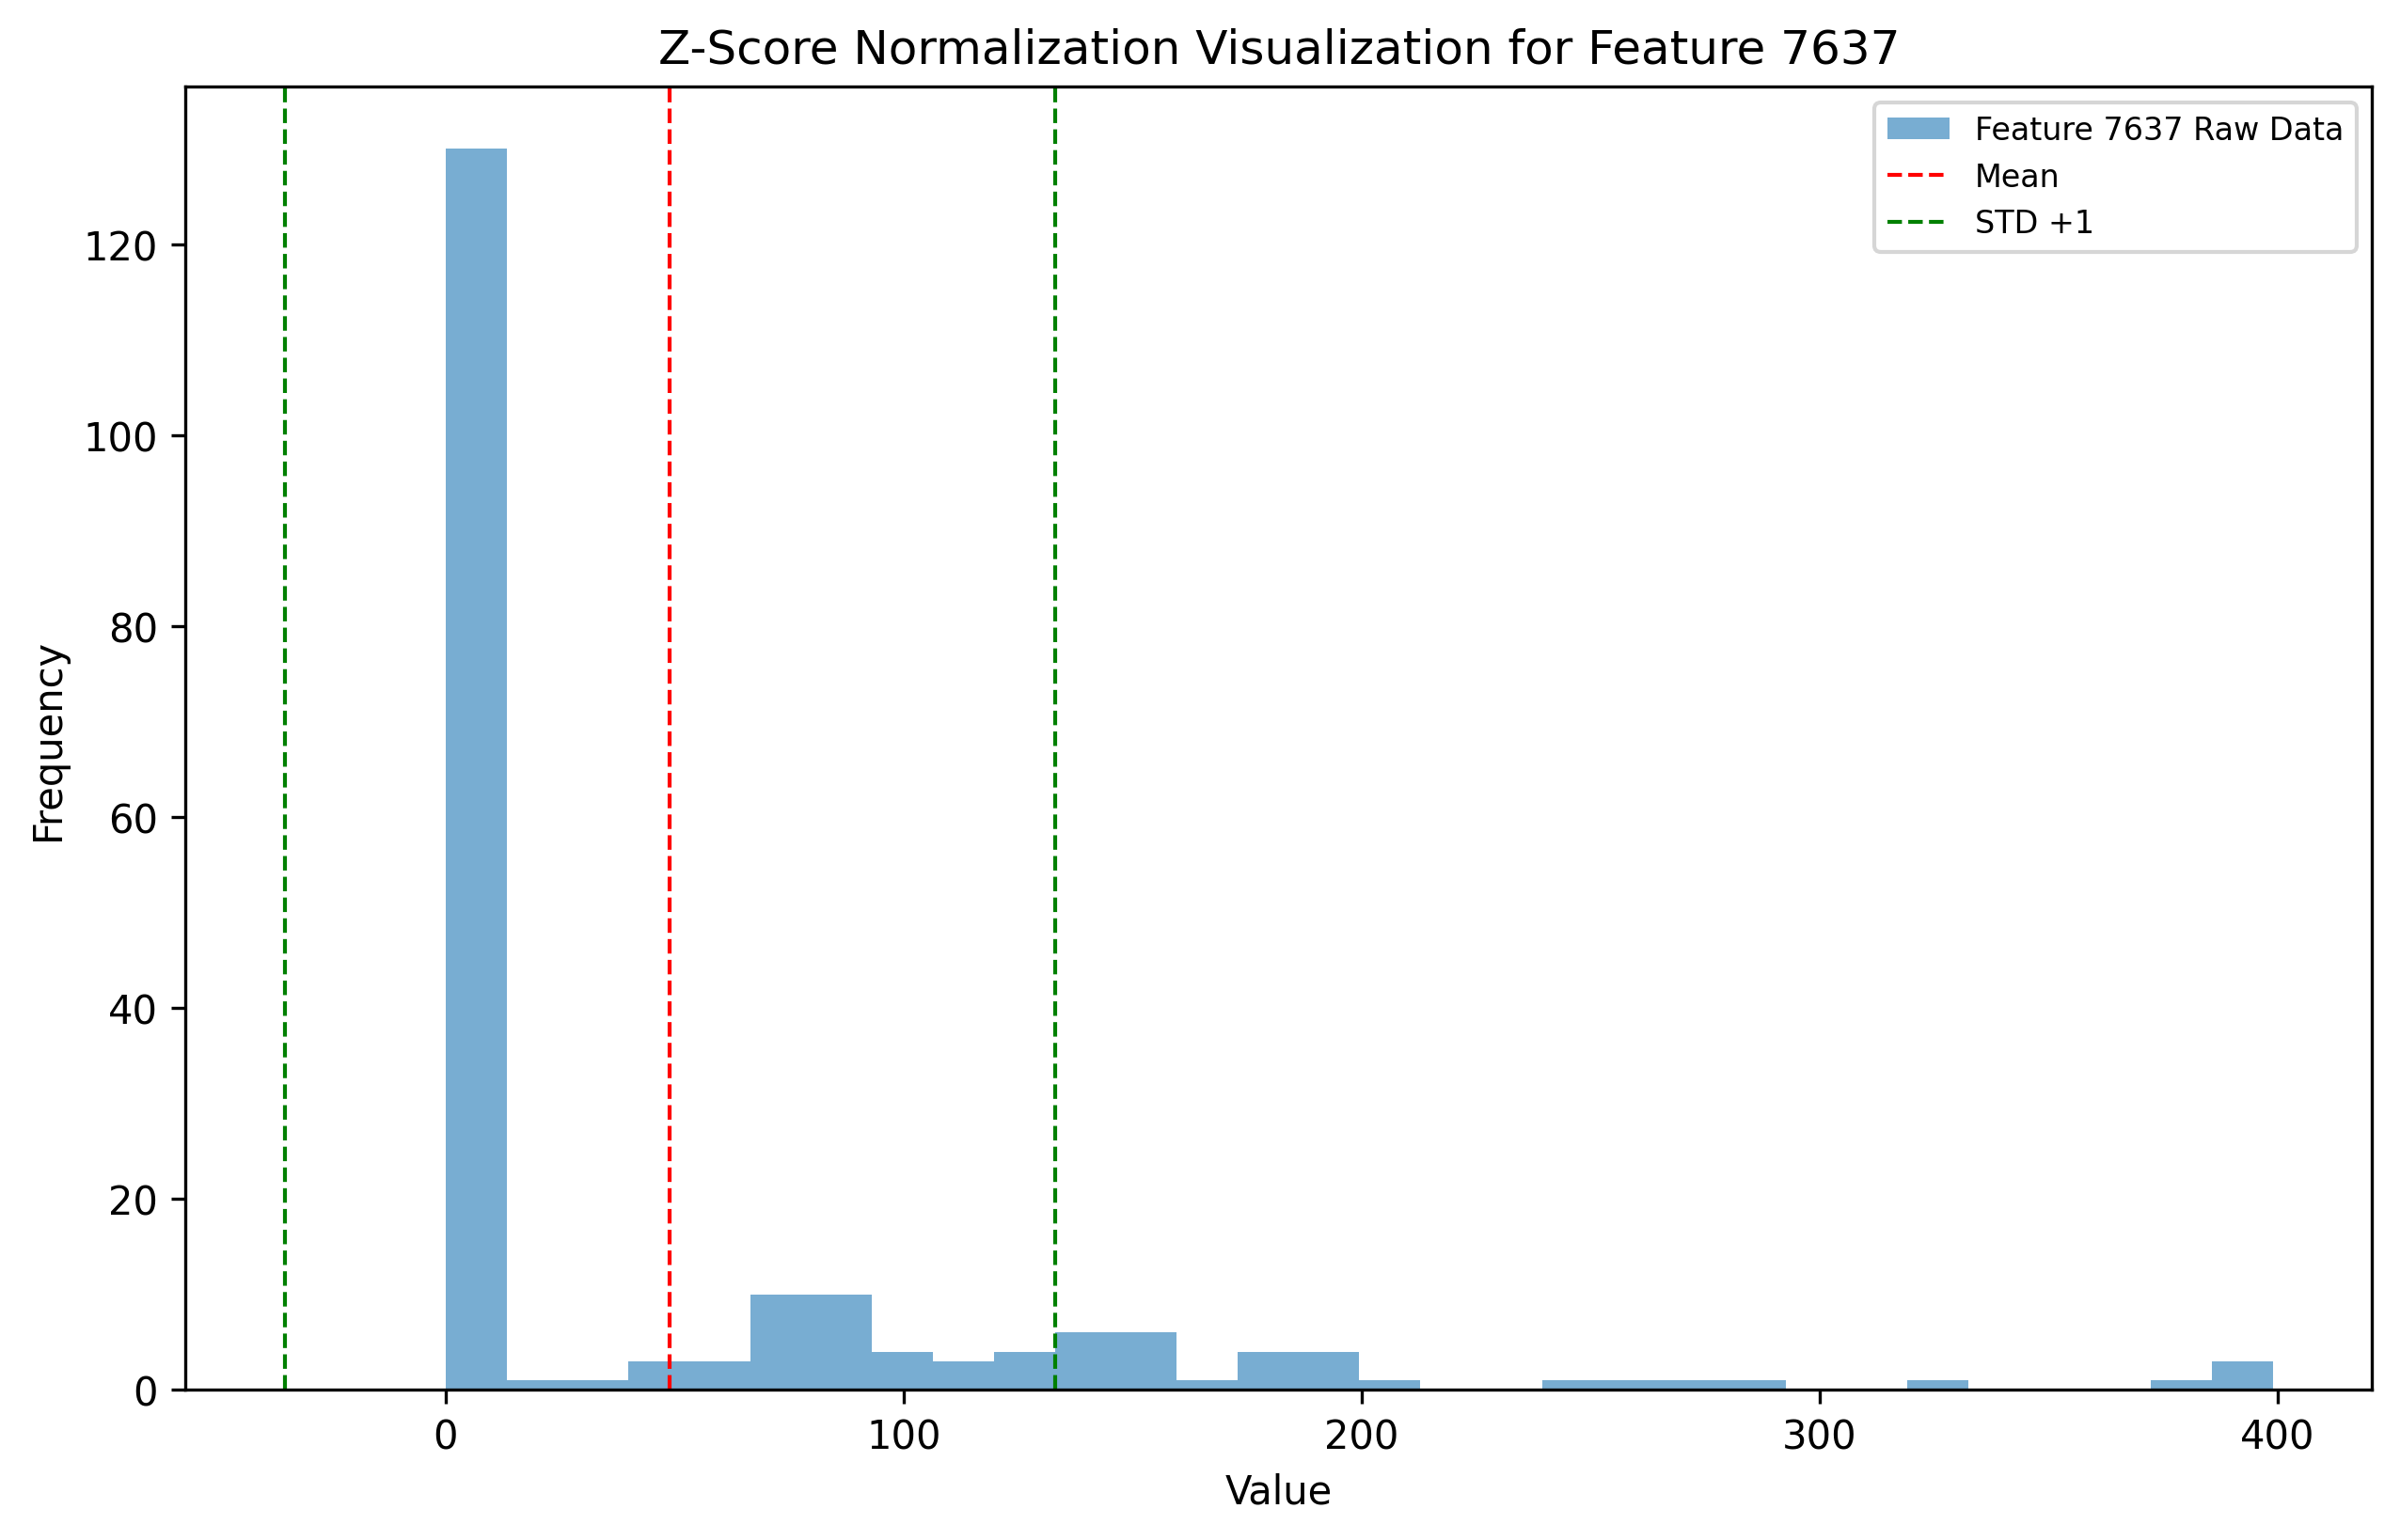 Z-Score Normalization Visualization for Feature 7637
Feature 7637 Raw Data
Mean
STD +1
120
100
80
60
40
20
0
Frequency
0 100 200 300 400
Value